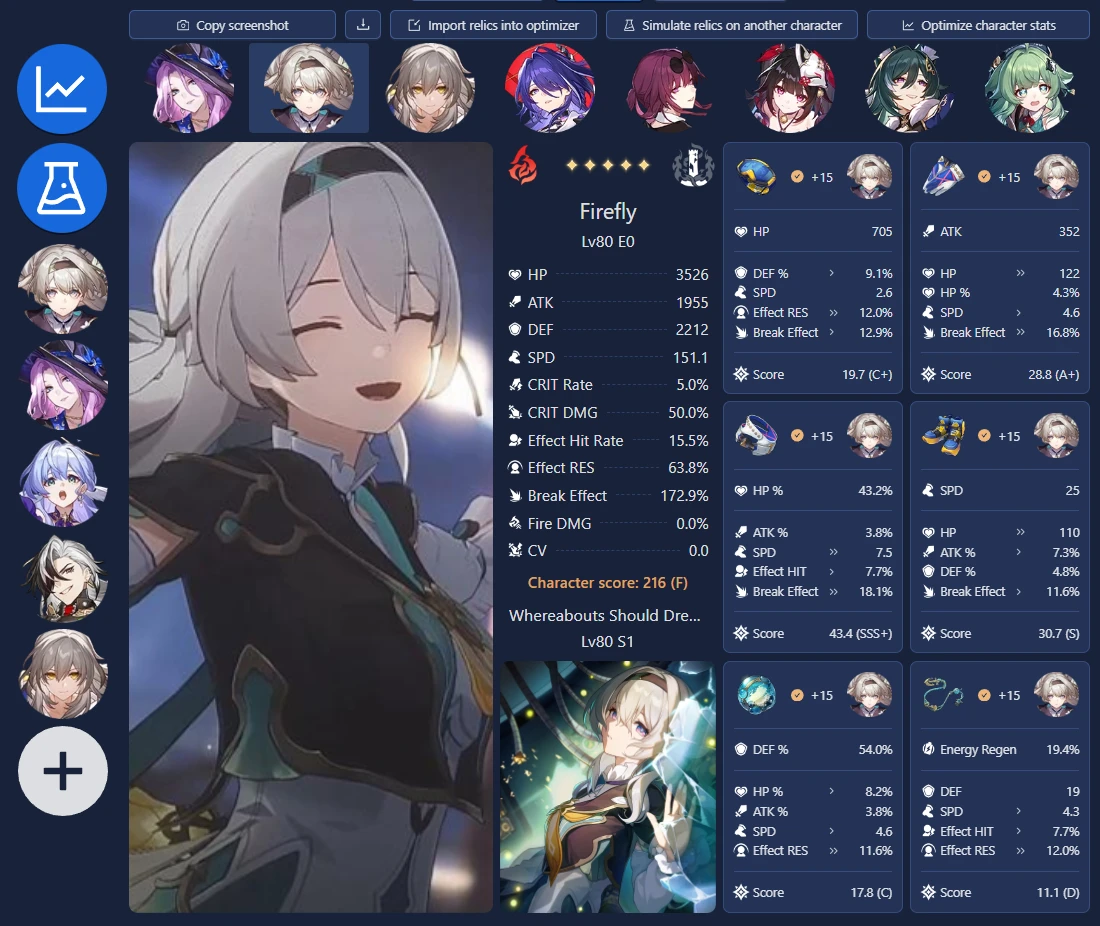 Copy screenshot
Import relics into optimizer
Simulate relics on another character
Optimize character stats
Firefly
Lv80 E0
HP 3526
ATK 1955
DEF 2212
SPD 151.1
CRIT Rate 5.0%
CRIT DMG 50.0%
Effect Hit Rate 15.5%
Effect RES 63.8%
Break Effect 172.9%
Fire DMG 0.0%
CV 0.0
Character score: 216 (F)
Whereabouts Should Dre...
Lv80 S1
+15
HP 705
DEF % 9.1%
SPD 2.6
Effect RES 12.0%
Break Effect 12.9%
Score 19.7 (C+)
+15
ATK 352
HP 122
HP % 4.3%
SPD 4.6
Break Effect 16.8%
Score 28.8 (A+)
+15
HP % 43.2%
ATK % 3.8%
SPD 7.5
Effect HIT 7.7%
Break Effect 18.1%
Score 43.4 (SSS+)
+15
SPD 25
HP 110
ATK % 7.3%
DEF % 4.8%
Break Effect 11.6%
Score 30.7 (S)
+15
DEF % 54.0%
HP % 8.2%
ATK % 3.8%
SPD 4.6
Effect RES 11.6%
Score 17.8 (C)
+15
Energy Regen 19.4%
DEF 19
SPD 4.3
Effect HIT 7.7%
Effect RES 12.0%
Score 11.1 (D)